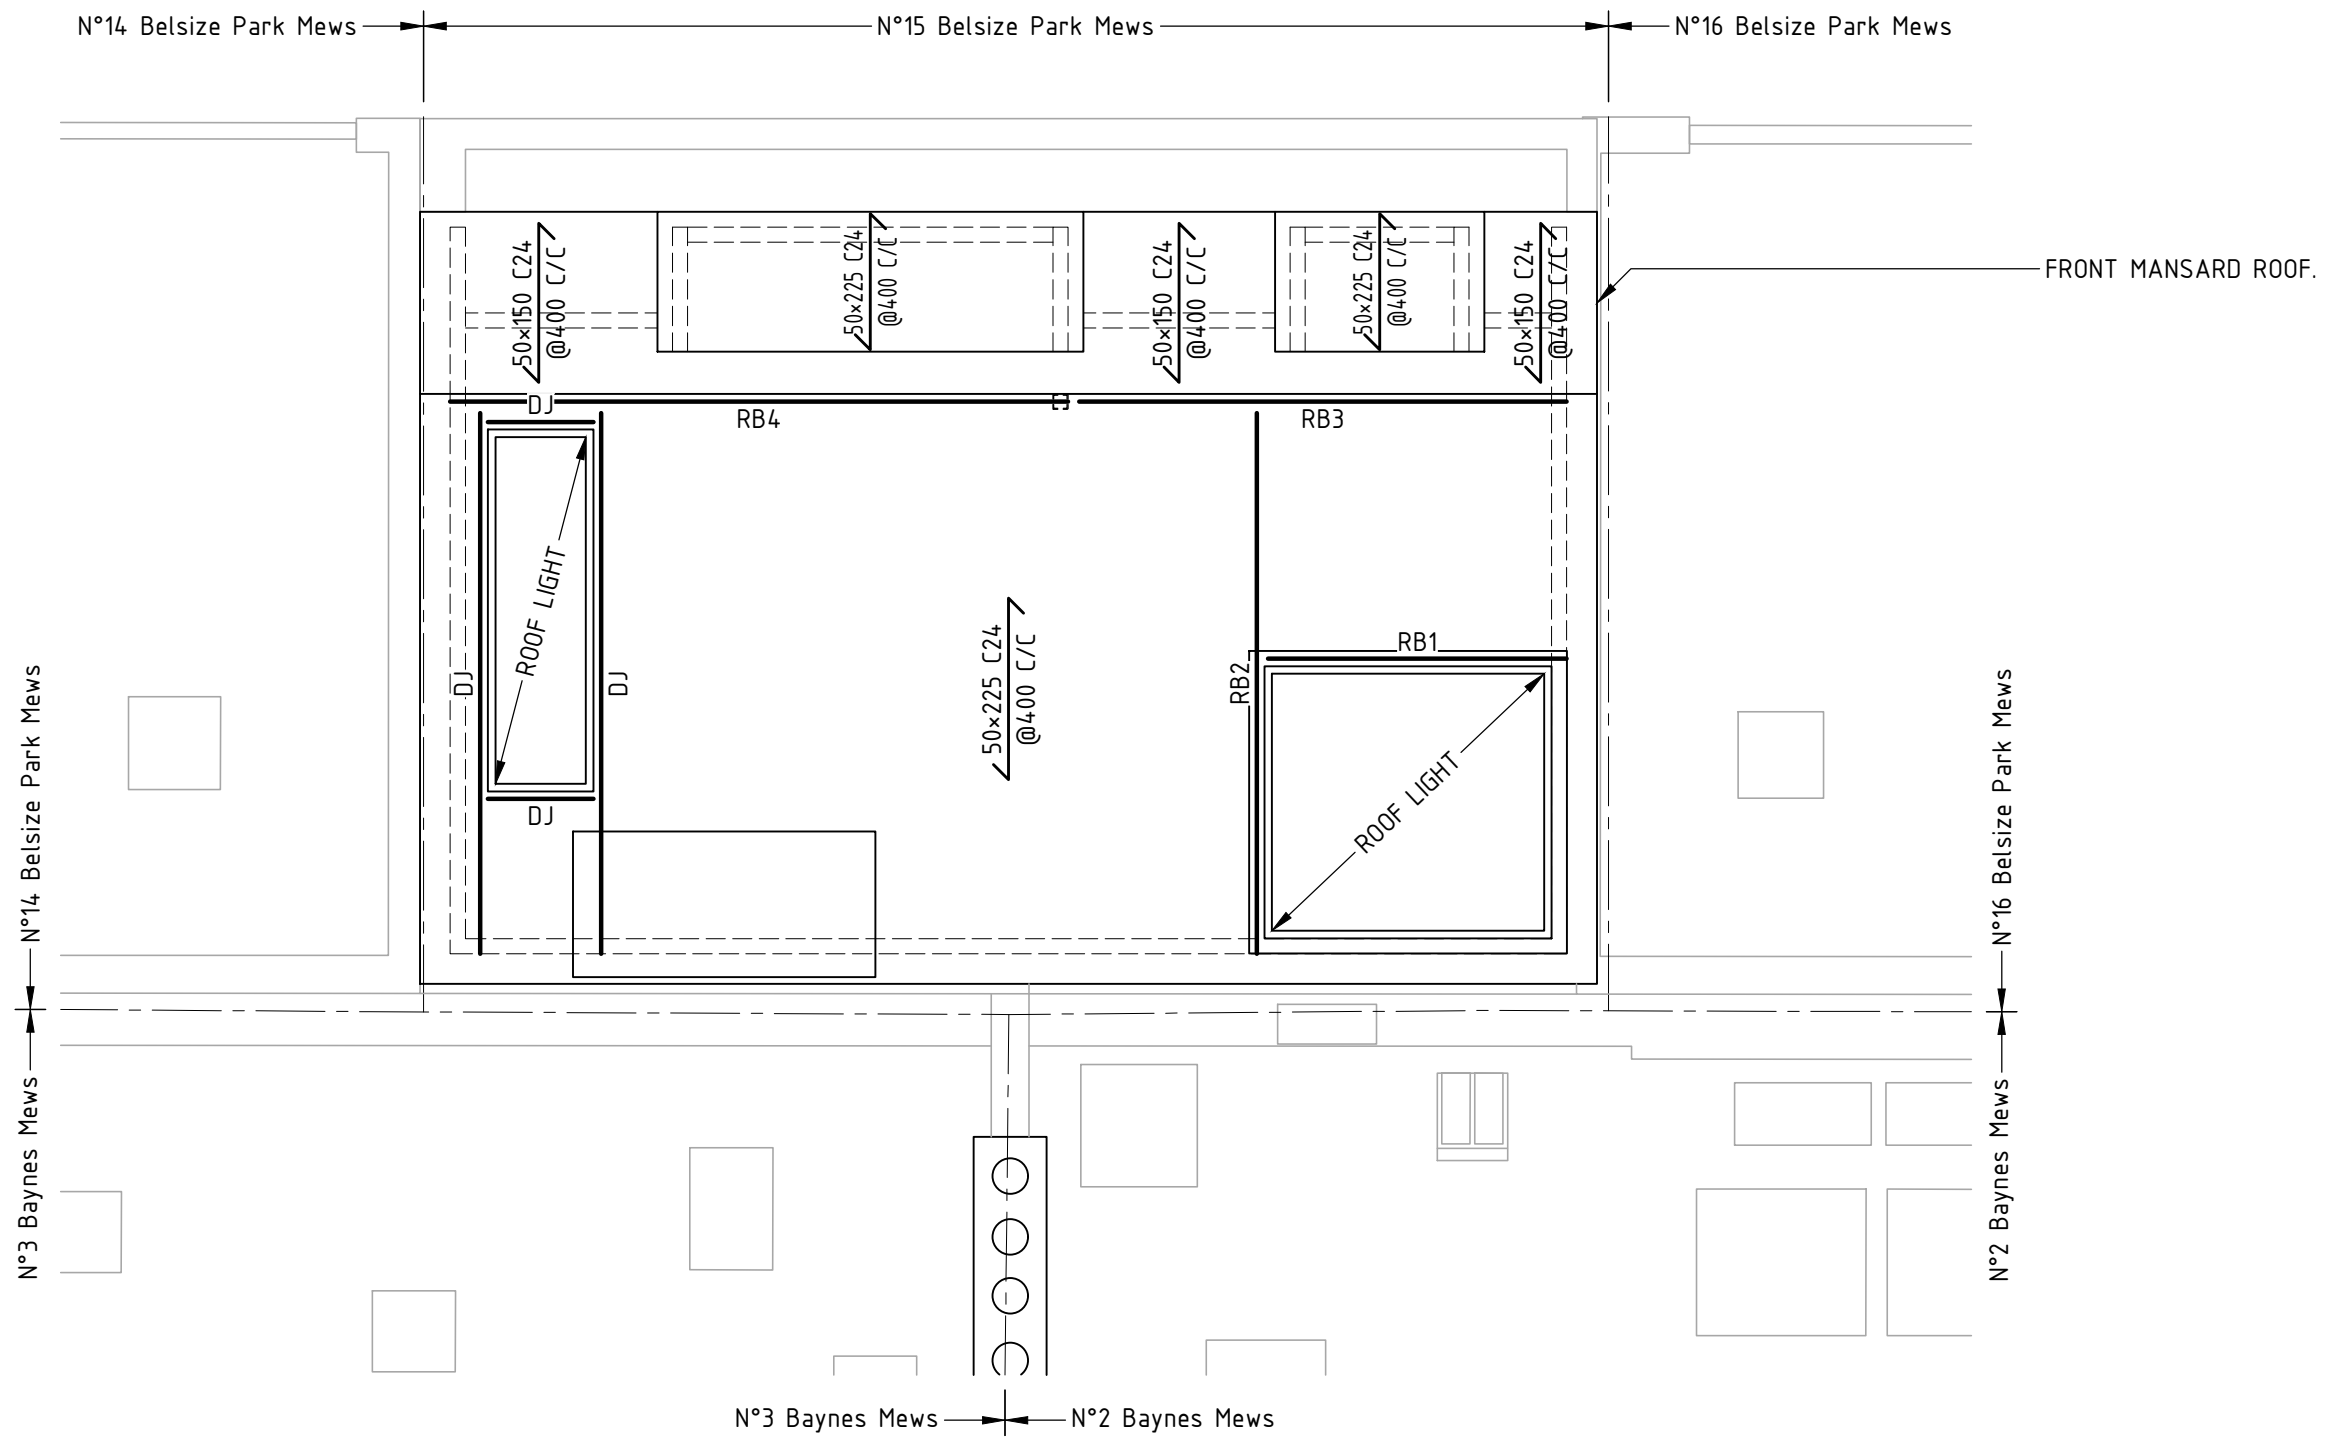 N°14 Belsize Park Mews
N°15 Belsize Park Mews
N°16 Belsize Park Mews
50×150 C24
@400 C/C
50×225 C24
@400 C/C
50×150 C24
@400 C/C
50×225 C24
@400 C/C
50×150 C24
@400 C/C
FRONT MANSARD ROOF.
DJ
RB4
RB3
ROOF LIGHT
DJ
DJ
DJ
50×225 C24
@400 C/C
RB1
RB2
ROOF LIGHT
N°14 Belsize Park Mews
N°16 Belsize Park Mews
N°3 Baynes Mews
N°2 Baynes Mews
N°3 Baynes Mews
N°2 Baynes Mews